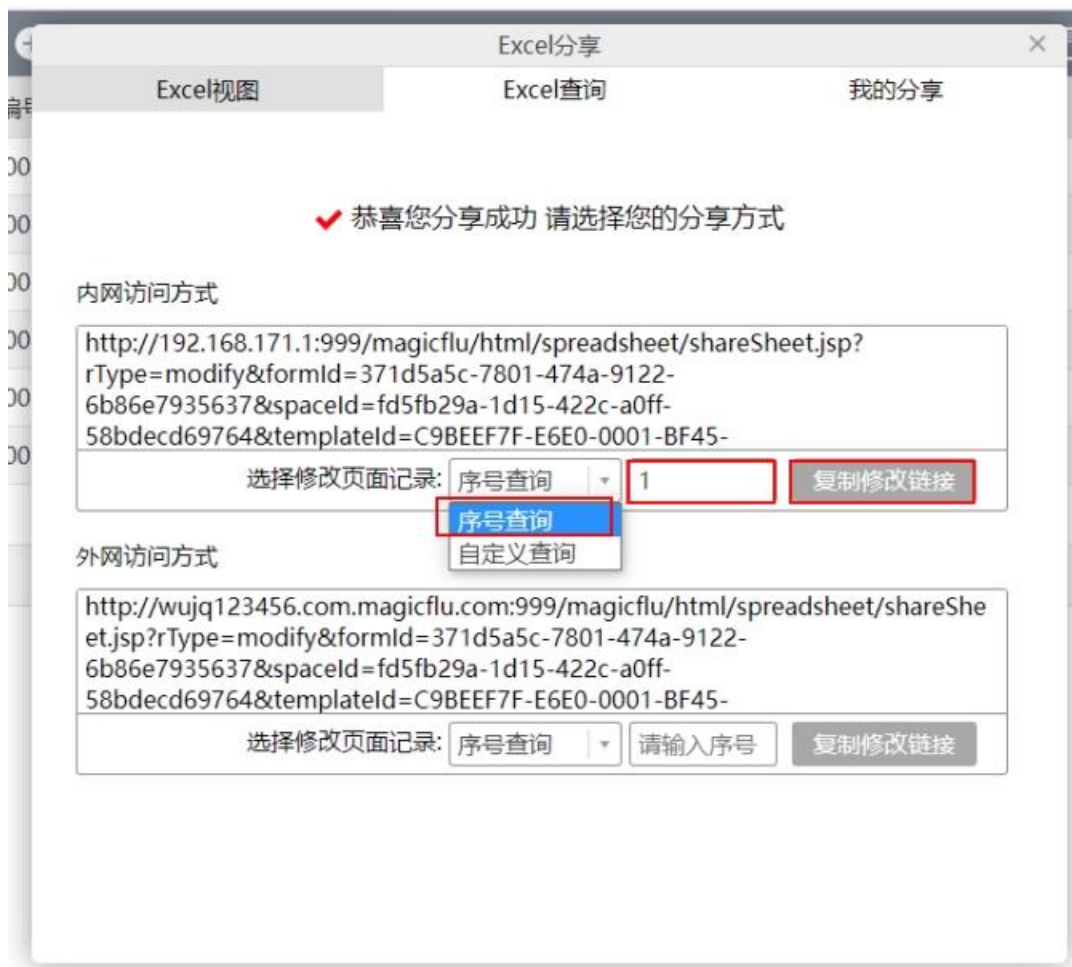 Excel分享
Excel视图
Excel查询
我的分享
编号
00
00
00
00
00
00
恭喜您分享成功 请选择您的分享方式
内网访问方式
http://192.168.171.1:999/magicflu/html/spreadsheet/shareSheet.jsp?
rType=modify&formId=371d5a5c-7801-474a-9122-
6b86e7935637&spaceId=fd5fb29a-1d15-422c-a0ff-
58bdecd69764&templateId=C9BEEF7F-E6E0-0001-BF45-
选择修改页面记录: 序号查询 1 复制修改链接
序号查询
自定义查询
外网访问方式
http://wujq123456.com.magicflu.com:999/magicflu/html/spreadsheet/shareShe
et.jsp?rType=modify&formId=371d5a5c-7801-474a-9122-
6b86e7935637&spaceId=fd5fb29a-1d15-422c-a0ff-
58bdecd69764&templateId=C9BEEF7F-E6E0-0001-BF45-
选择修改页面记录: 序号查询 请输入序号 复制修改链接